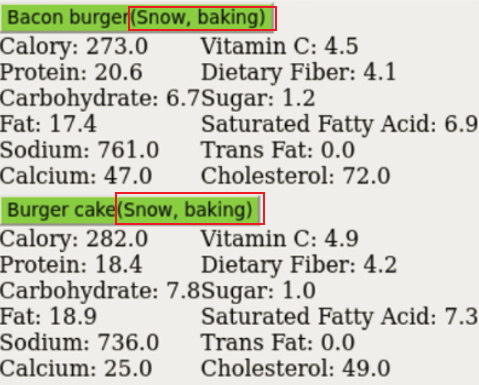 Bacon burger(Snow, baking)
Calory: 273.0 Vitamin C: 4.5
Protein: 20.6 Dietary Fiber: 4.1
Carbohydrate: 6.7Sugar: 1.2
Fat: 17.4 Saturated Fatty Acid: 6.9
Sodium: 761.0 Trans Fat: 0.0
Calcium: 47.0 Cholesterol: 72.0
Burger cake(Snow, baking)
Calory: 282.0 Vitamin C: 4.9
Protein: 18.4 Dietary Fiber: 4.2
Carbohydrate: 7.8Sugar: 1.0
Fat: 18.9 Saturated Fatty Acid: 7.3
Sodium: 736.0 Trans Fat: 0.0
Calcium: 25.0 Cholesterol: 49.0